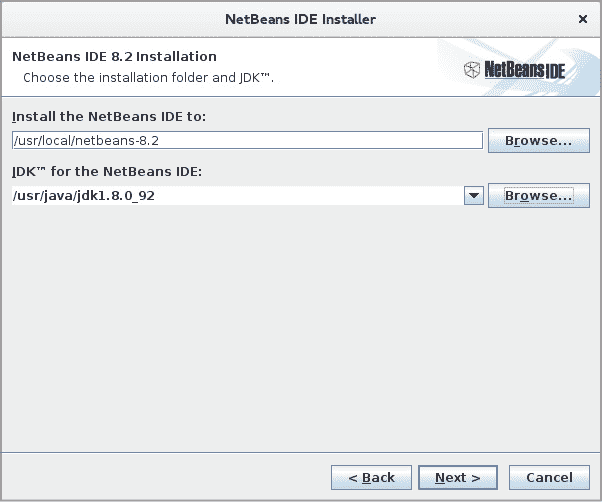 NetBeans IDE Installer
NetBeans IDE 8.2 Installation
Choose the installation folder and JDK™.
NetBeans IDE
Install the NetBeans IDE to:
/usr/local/netbeans-8.2
Browse...
JDK™ for the NetBeans IDE:
/usr/java/jdk1.8.0_92
Browse...
< Back
Next >
Cancel